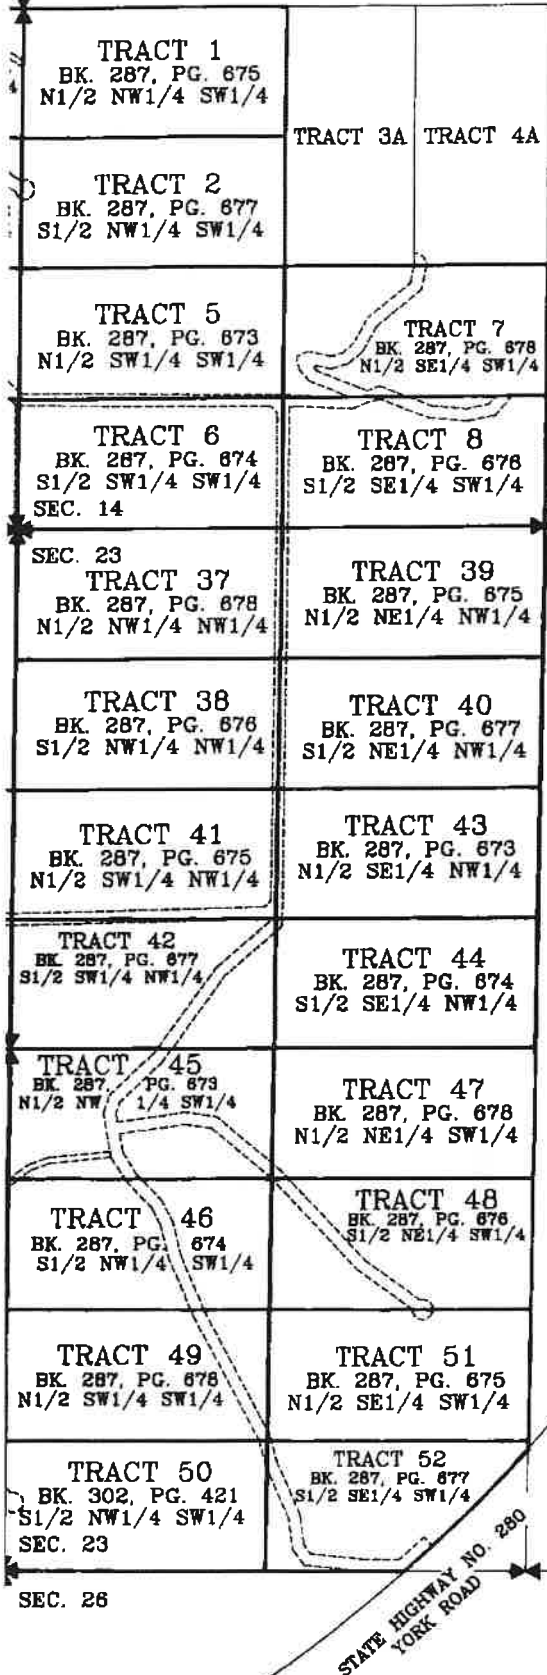 TRACT 1
BK. 287, PG. 675
N1/2 NW1/4 SW1/4
TRACT 3A
TRACT 4A
TRACT 2
BK. 287, PG. 677
S1/2 NW1/4 SW1/4
TRACT 5
BK. 287, PG. 673
N1/2 SW1/4 SW1/4
TRACT 7
BK. 287, PG. 678
N1/2 SE1/4 SW1/4
TRACT 6
BK. 287, PG. 674
S1/2 SW1/4 SW1/4
SEC. 14
TRACT 8
BK. 287, PG. 676
S1/2 SE1/4 SW1/4
SEC. 23
TRACT 37
BK. 287, PG. 678
N1/2 NW1/4 NW1/4
TRACT 39
BK. 287, PG. 675
N1/2 NE1/4 NW1/4
TRACT 38
BK. 287, PG. 676
S1/2 NW1/4 NW1/4
TRACT 40
BK. 287, PG. 677
S1/2 NE1/4 NW1/4
TRACT 41
BK. 287, PG. 675
N1/2 SW1/4 NW1/4
TRACT 43
BK. 287, PG. 673
N1/2 SE1/4 NW1/4
TRACT 42
BK. 287, PG. 677
S1/2 SW1/4 NW1/4
TRACT 44
BK. 287, PG. 674
S1/2 SE1/4 NW1/4
TRACT 45
BK. 287, PG. 673
N1/2 NW 1/4 SW1/4
TRACT 47
BK. 287, PG. 678
N1/2 NE1/4 SW1/4
TRACT 46
BK. 287, PG. 674
S1/2 NW1/4 SW1/4
TRACT 48
BK. 287, PG. 676
S1/2 NE1/4 SW1/4
TRACT 49
BK. 287, PG. 678
N1/2 SW1/4 SW1/4
TRACT 51
BK. 287, PG. 675
N1/2 SE1/4 SW1/4
TRACT 50
BK. 302, PG. 421
S1/2 NW1/4 SW1/4
SEC. 23
TRACT 52
BK. 287, PG. 677
S1/2 SE1/4 SW1/4
SEC. 26
STATE HIGHWAY NO. 280
YORK ROAD